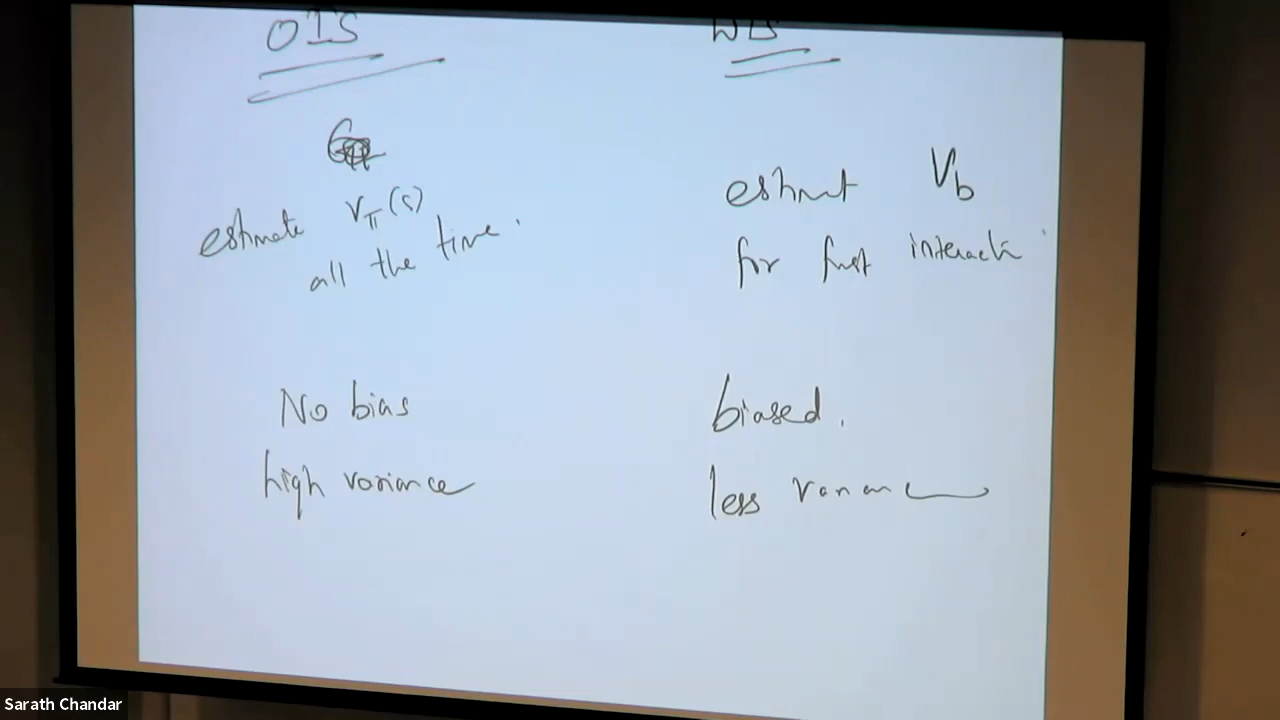 OIS
WIS
estimate Vπ(s)
all the time.
estimt Vb
for first interacti
No bias
high variance
biased.
less variance
Sarath Chandar